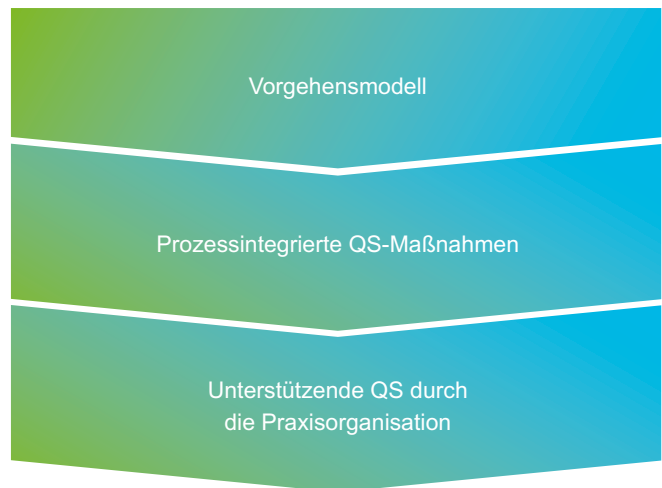 Vorgehensmodell
Prozessintegrierte QS-Maßnahmen
Unterstützende QS durch
die Praxisorganisation